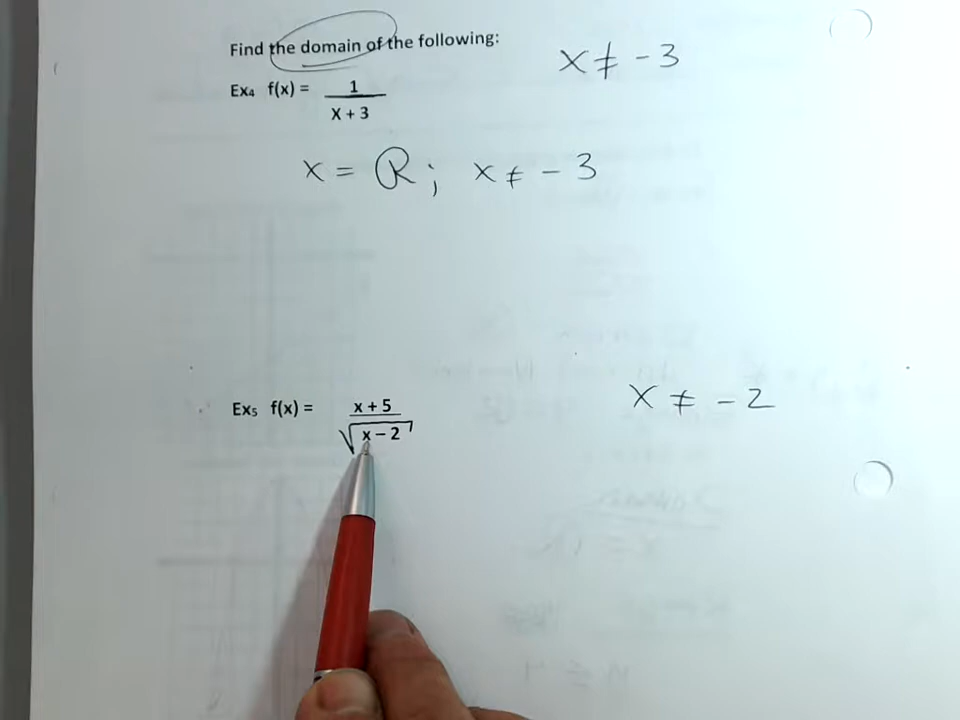 Find the domain of the following:
x ≠ -3
Ex4 f(x) = 1
x + 3
x = R ; x ≠ -3
Ex5 f(x) = x + 5
√x - 2
x ≠ -2